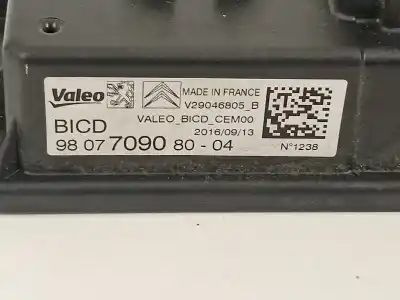 Valeo
MADE IN FRANCE
V29046805_B
VALEO_BICD_CEM00
BICD
2016/09/13
98 07 7090 80 - 04
N°1238